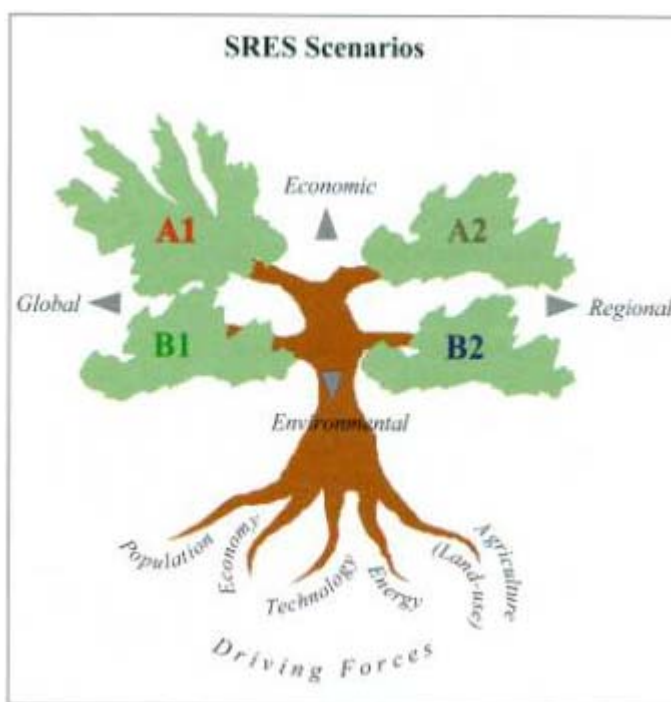 SRES Scenarios
Economic
A1
A2
Global
Regional
B1
B2
Environmental
Population
Economy
Technology
Energy
Agriculture
(Land-use)
Driving Forces